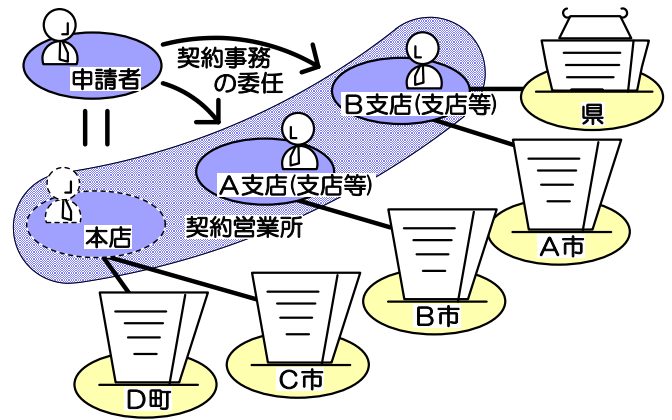 申請者
契約事務
の委任
B支店(支店等)
県
A支店(支店等)
A市
契約営業所
本店
B市
C市
D町